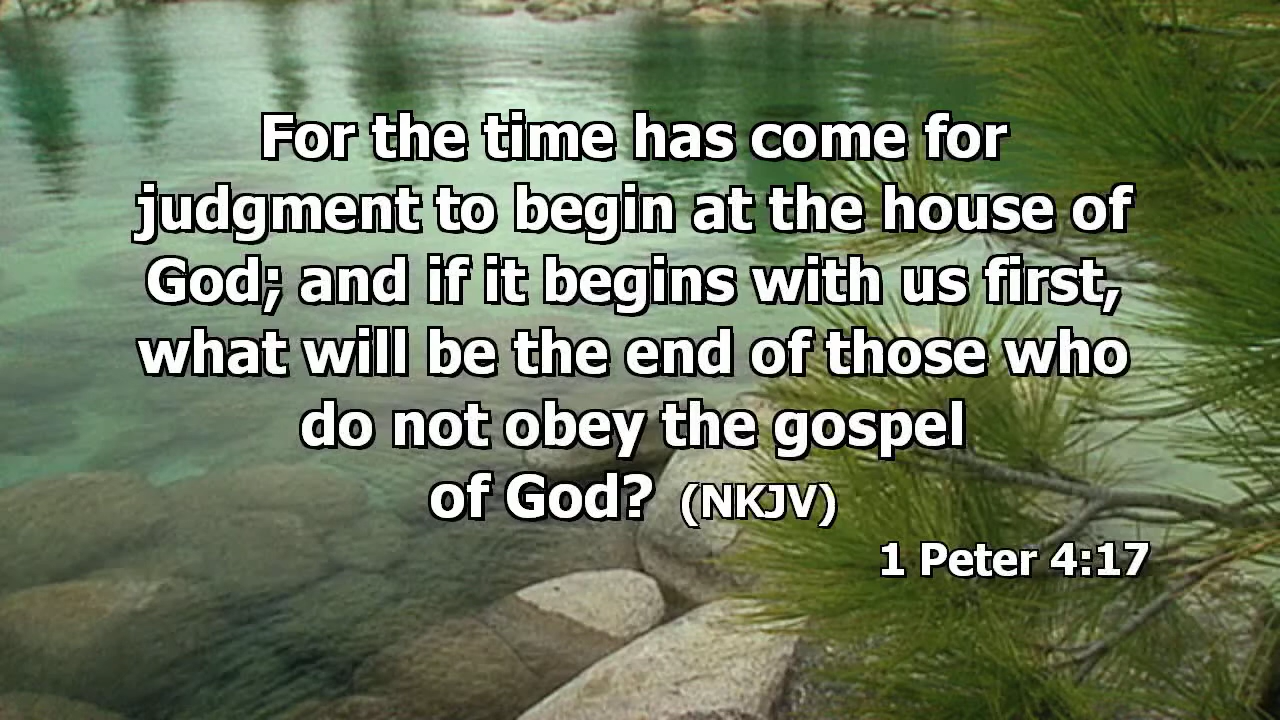 For the time has come for
judgment to begin at the house of
God; and if it begins with us first,
what will be the end of those who
do not obey the gospel
of God? (NKJV)
1 Peter 4:17